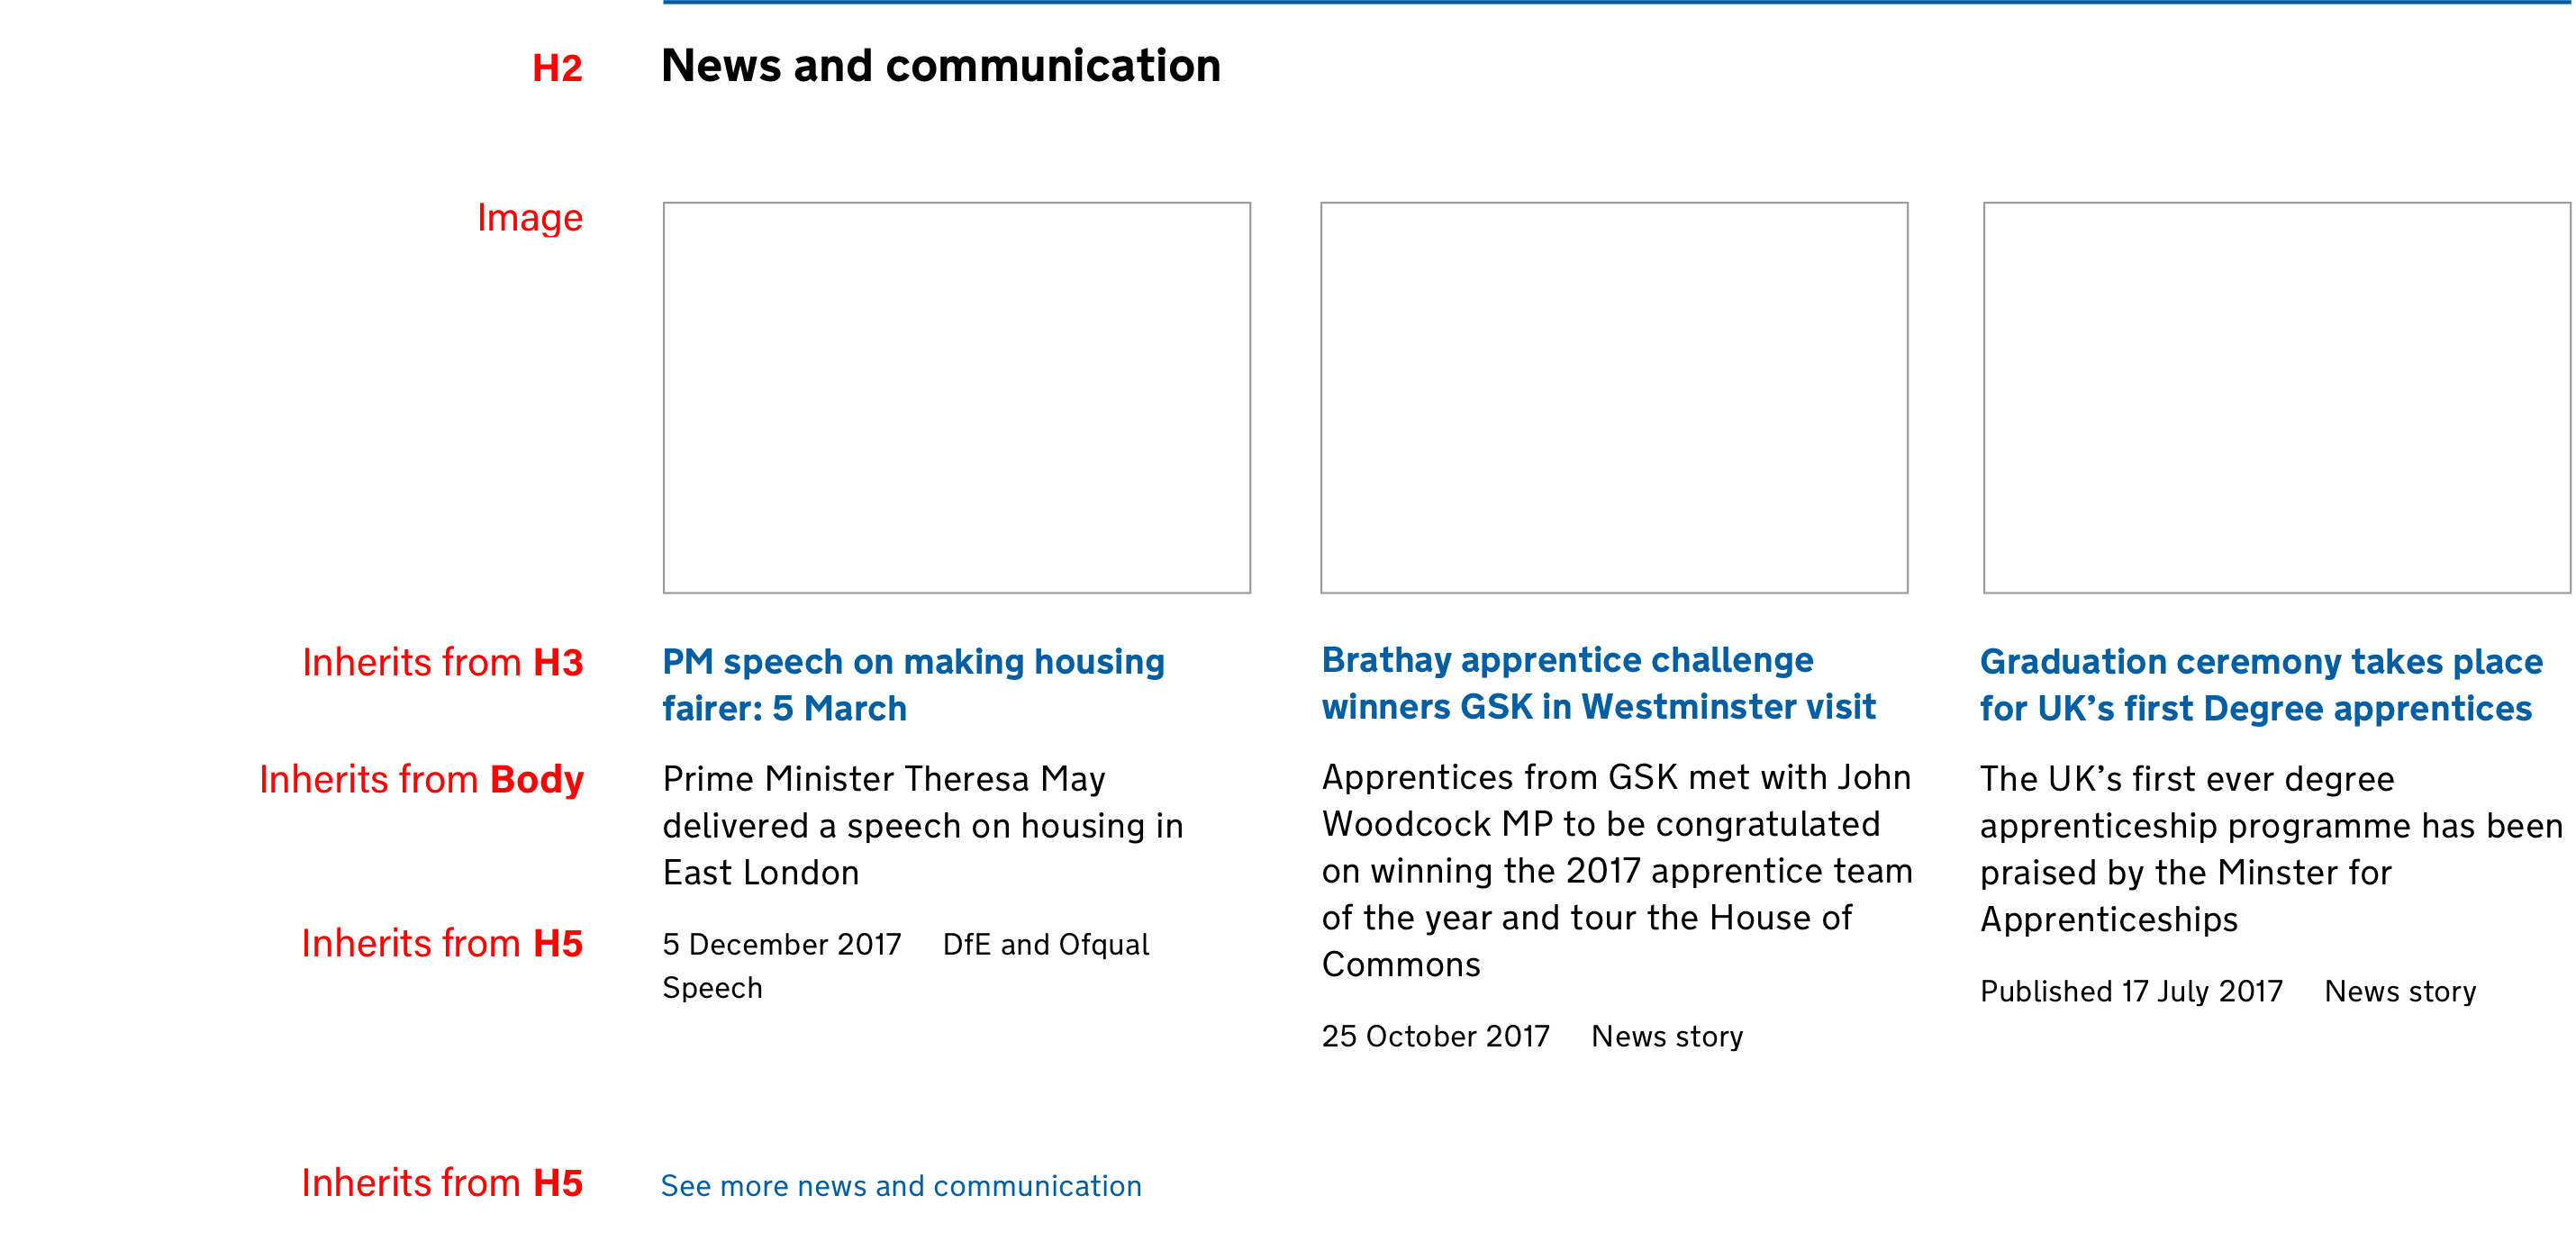 H2 News and communication
Image
Inherits from H3
PM speech on making housing
fairer: 5 March
Inherits from Body
Prime Minister Theresa May
delivered a speech on housing in
East London
Inherits from H5
5 December 2017 DfE and Ofqual
Speech
Brathay apprentice challenge
winners GSK in Westminster visit
Apprentices from GSK met with John
Woodcock MP to be congratulated
on winning the 2017 apprentice team
of the year and tour the House of
Commons
25 October 2017 News story
Graduation ceremony takes place
for UK’s first Degree apprentices
The UK’s first ever degree
apprenticeship programme has been
praised by the Minster for
Apprenticeships
Published 17 July 2017 News story
Inherits from H5
See more news and communication